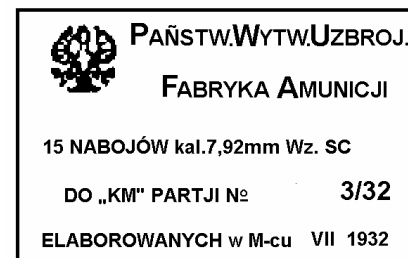 PAŃSTW.WYTW.UZBROJ.
FABRYKA AMUNICJI
15 NABOJÓW kal.7,92mm Wz. SC
DO „KM" PARTJI Nº 3/32
ELABOROWANYCH w M-cu VII 1932